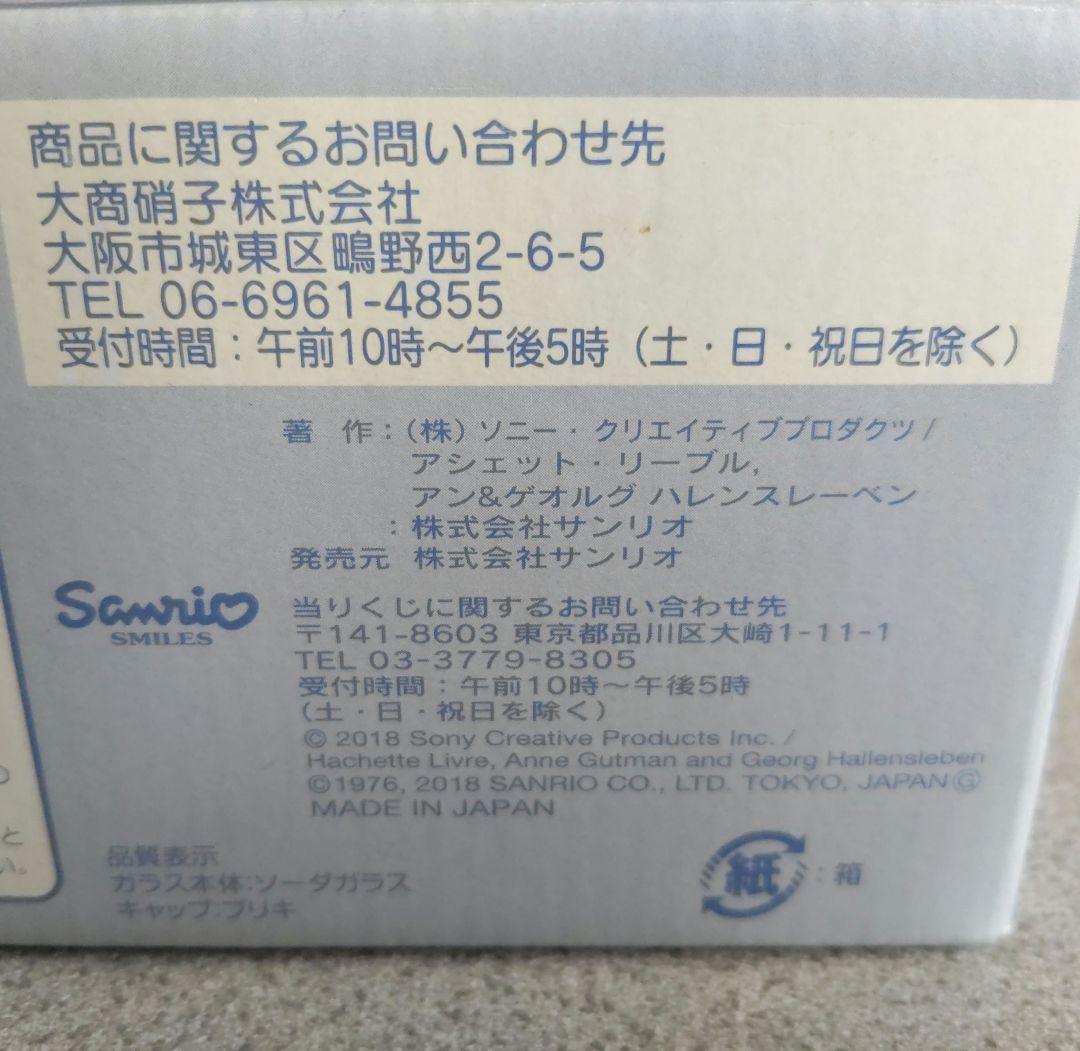 商品に関するお問い合わせ先
大商硝子株式会社
大阪市城東区鴫野西2-6-5
TEL 06-6961-4855
受付時間：午前10時～午後5時（土・日・祝日を除く）
著 作：（株）ソニー・クリエイティブプロダクツ/
アシェット・リーブル,
アン&ゲオルグ ハレンスレーベン
：株式会社サンリオ
発売元 株式会社サンリオ
Sanrio
SMILES
当りくじに関するお問い合わせ先
〒141-8603 東京都品川区大崎1-11-1
TEL 03-3779-8305
受付時間：午前10時～午後5時
（土・日・祝日を除く）
© 2018 Sony Creative Products Inc. /
Hachette Livre, Anne Gutman and Georg Hallensleben
©1976, 2018 SANRIO CO., LTD. TOKYO, JAPAN Ⓖ
MADE IN JAPAN
と
い。
品質表示
ガラス本体:ソーダガラス
キャップ:ブリキ
紙：箱